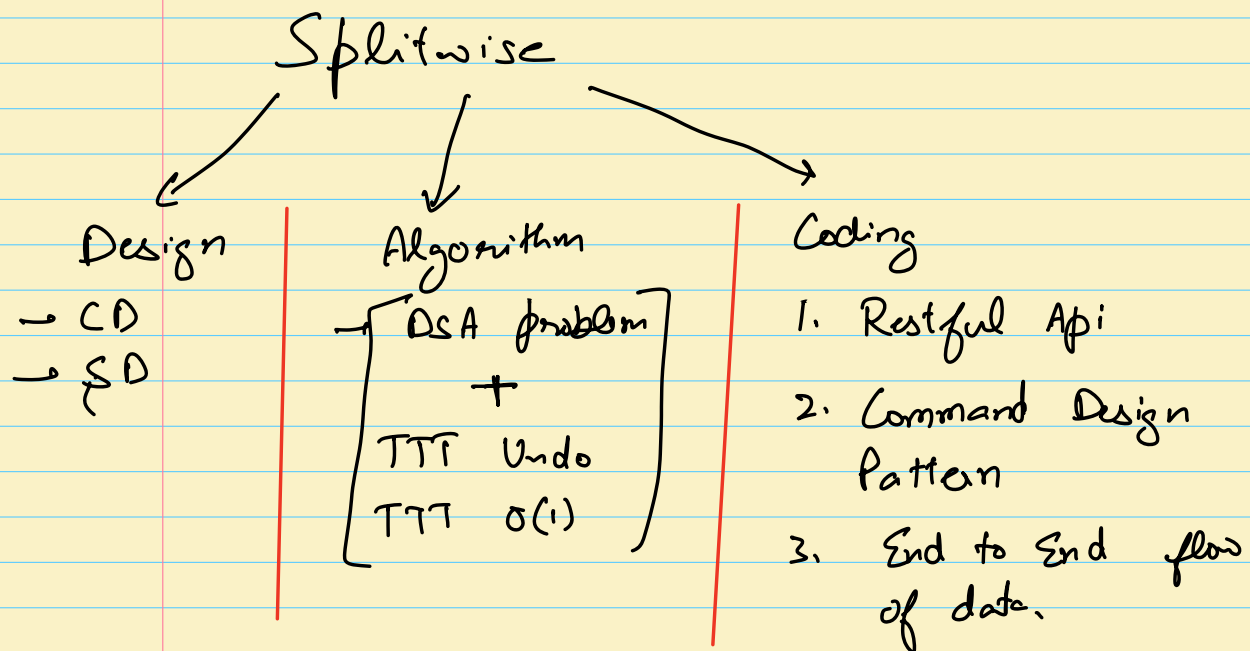 Splitwise
Design
→ CD
→ SD
Algorithm
→ DSA problem
+
TTT Undo
TTT O(1)
Coding
1. Restful Api
2. Command Design
Pattern
3. End to End flow
of data.